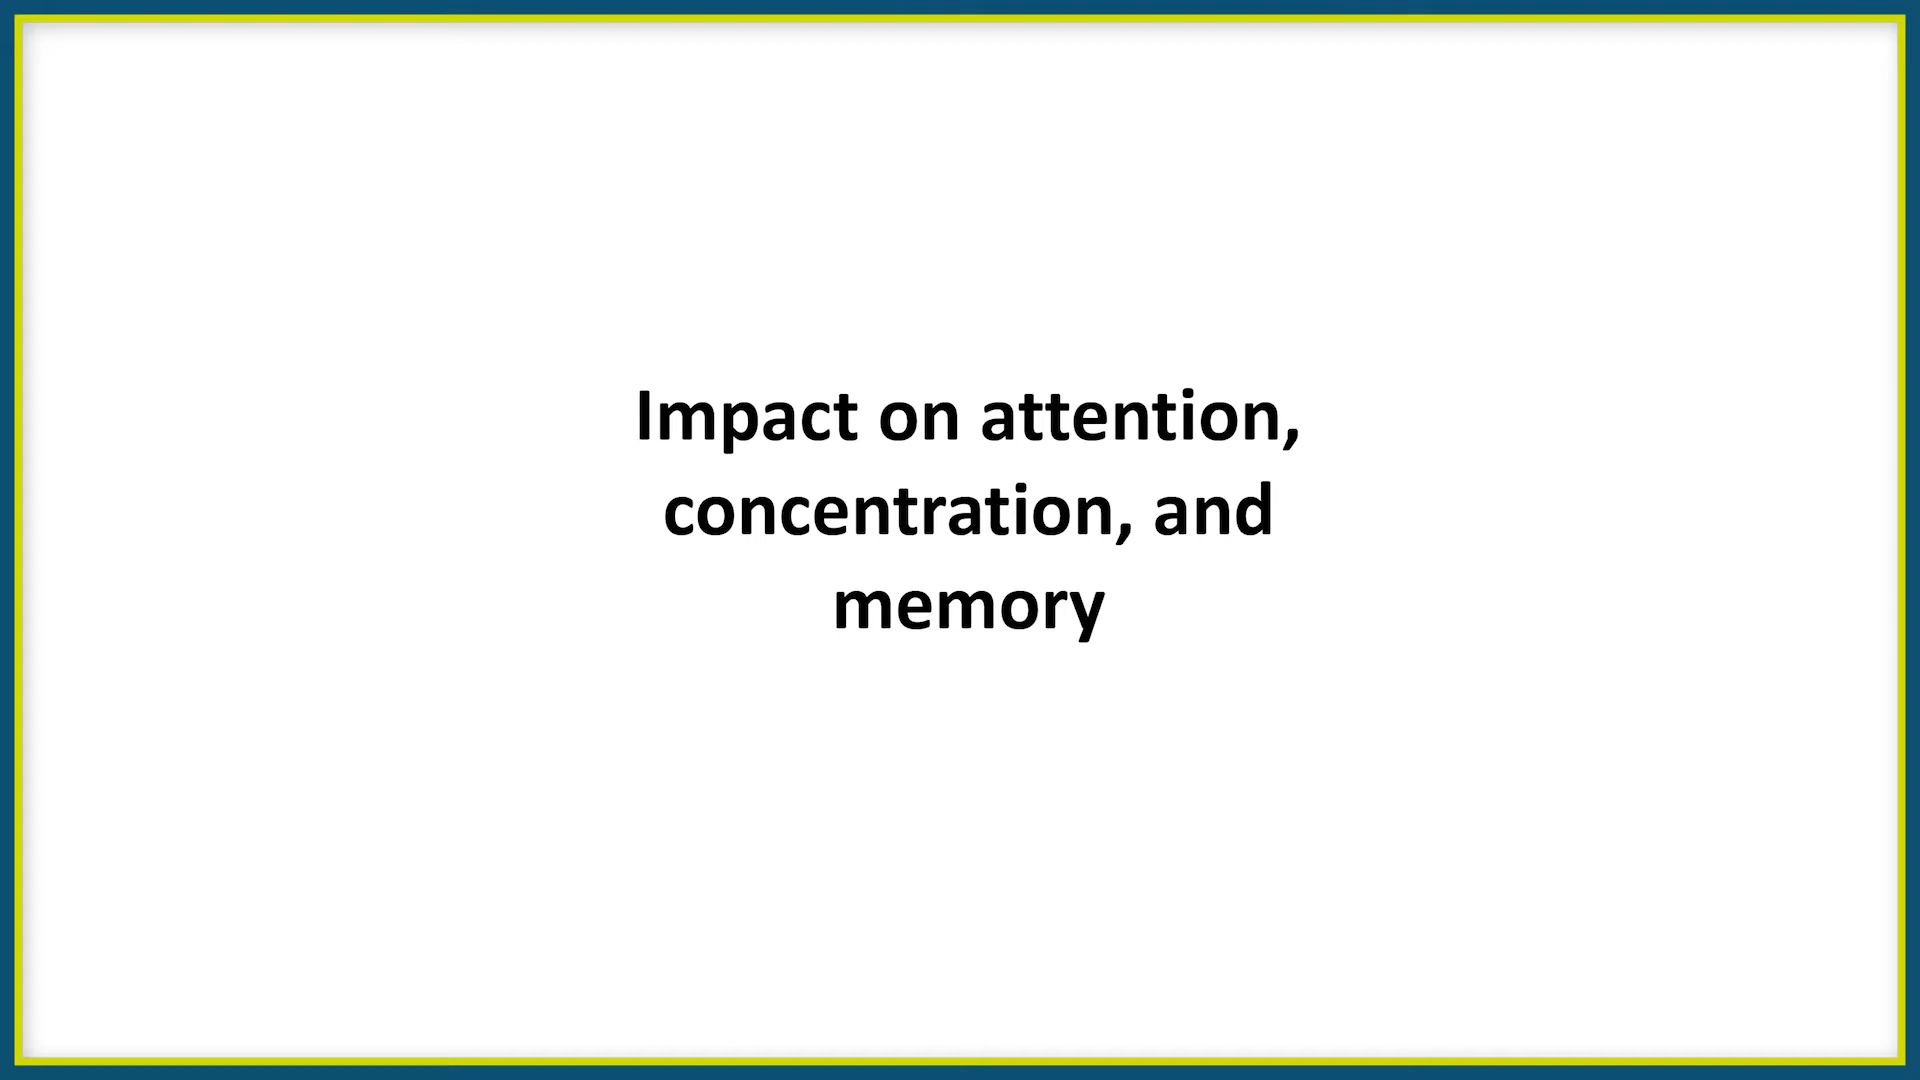 Impact on attention,
concentration, and
memory